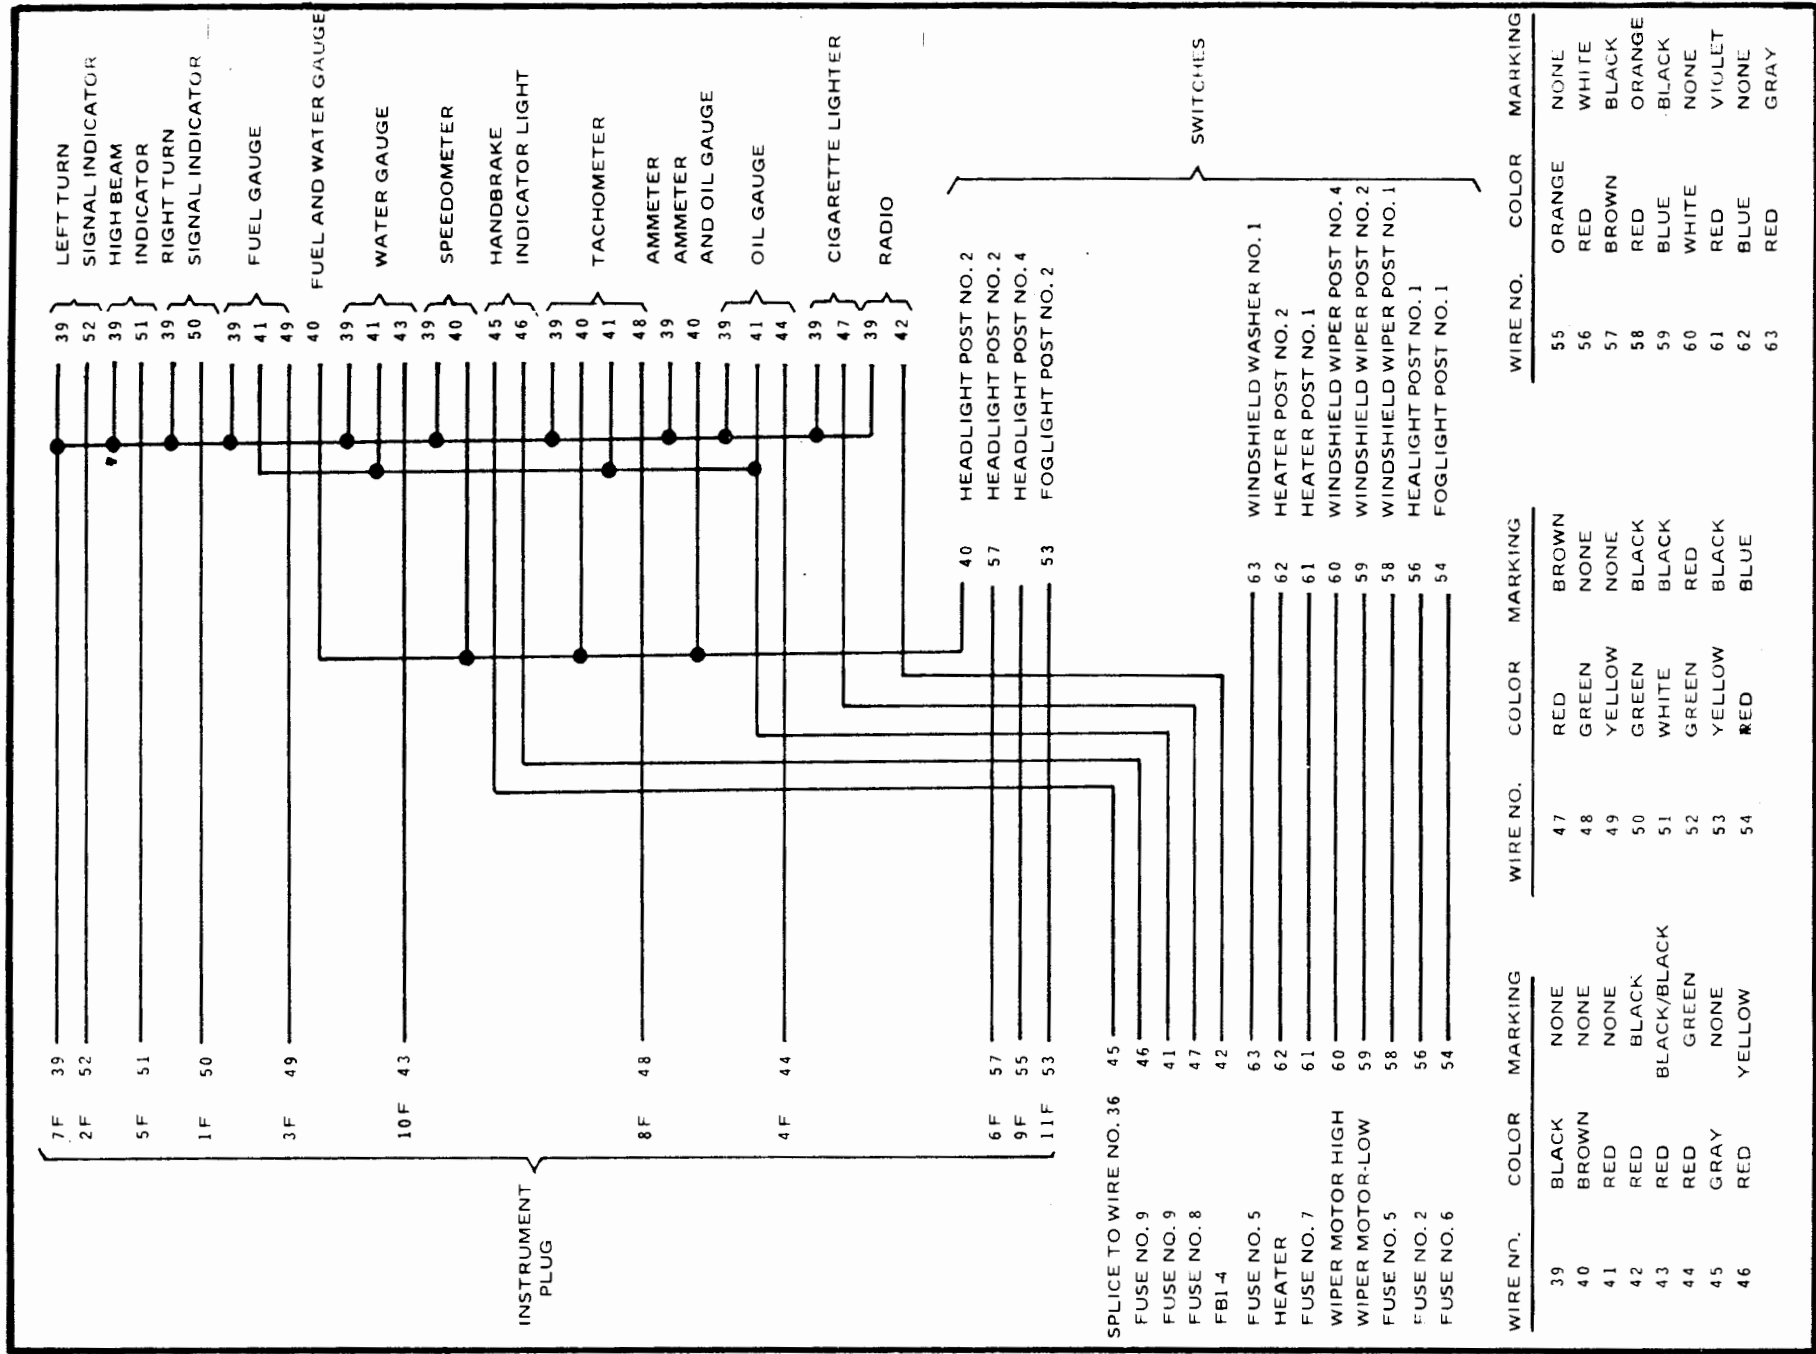 LEFT TURN
SIGNAL INDICATOR
HIGH BEAM
INDICATOR
RIGHT TURN
SIGNAL INDICATOR
FUEL GAUGE
FUEL AND WATER GAUGE
WATER GAUGE
SPEEDOMETER
HANDBRAKE
INDICATOR LIGHT
TACHOMETER
AMMETER
AMMETER
AND OIL GAUGE
OIL GAUGE
CIGARETTE LIGHTER
RADIO
39
52
39
51
39
50
39
41
49
40
39
41
43
39
40
45
46
39
40
41
48
39
40
39
41
44
39
47
39
42
INSTRUMENT
PLUG
7F 39
2F 52
5F 51
1F 50
3F 49
10F 43
8F 48
4F 44
6F 57
9F 55
11F 53
40 HEADLIGHT POST NO. 2
57 HEADLIGHT POST NO. 2
HEADLIGHT POST NO. 4
53 FOGLIGHT POST NO. 2
SWITCHES
SPLICE TO WIRE NO. 36 45
FUSE NO. 9 46
FUSE NO. 9 41
FUSE NO. 8 47
FB1-4 42
FUSE NO. 5 63 63 WINDSHIELD WASHER NO. 1
HEATER 62 62 HEATER POST NO. 2
FUSE NO. 7 61 61 HEATER POST NO. 1
WIPER MOTOR HIGH 60 60 WINDSHIELD WIPER POST NO. 4
WIPER MOTOR-LOW 59 59 WINDSHIELD WIPER POST NO. 2
FUSE NO. 5 58 58 WINDSHIELD WIPER POST NO. 1
FUSE NO. 2 56 56 HEALIGHT POST NO. 1
FUSE NO. 6 54 54 FOGLIGHT POST NO. 1
WIRE NO. COLOR MARKING
39 BLACK NONE
40 BROWN NONE
41 RED NONE
42 RED BLACK
43 RED BLACK/BLACK
44 RED GREEN
45 GRAY NONE
46 RED YELLOW
WIRE NO. COLOR MARKING
47 RED BROWN
48 GREEN NONE
49 YELLOW NONE
50 GREEN BLACK
51 WHITE BLACK
52 GREEN RED
53 YELLOW BLACK
54 RED BLUE
WIRE NO. COLOR MARKING
55 ORANGE NONE
56 RED WHITE
57 BROWN BLACK
58 RED ORANGE
59 BLUE BLACK
60 WHITE NONE
61 RED VIOLET
62 BLUE NONE
63 RED GRAY